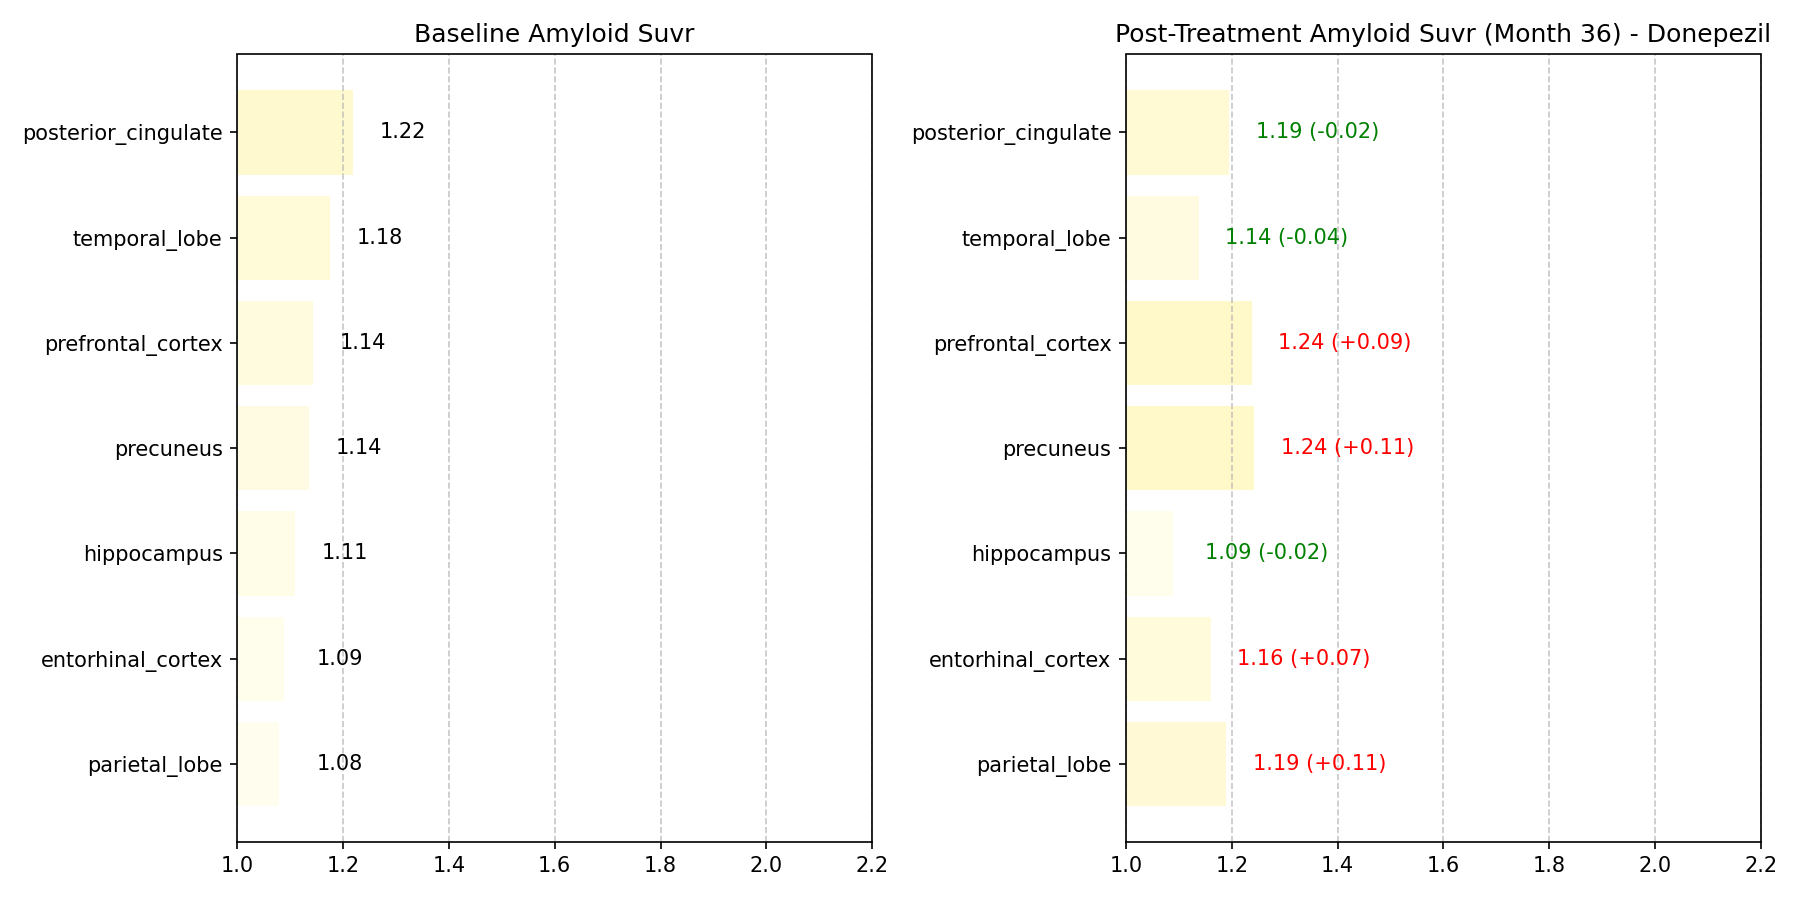 Baseline Amyloid Suvr
posterior_cingulate
1.22
temporal_lobe
1.18
prefrontal_cortex
1.14
precuneus
1.14
hippocampus
1.11
entorhinal_cortex
1.09
parietal_lobe
1.08
1.0 1.2 1.4 1.6 1.8 2.0 2.2
Post-Treatment Amyloid Suvr (Month 36) - Donepezil
posterior_cingulate
1.19 (-0.02)
temporal_lobe
1.14 (-0.04)
prefrontal_cortex
1.24 (+0.09)
precuneus
1.24 (+0.11)
hippocampus
1.09 (-0.02)
entorhinal_cortex
1.16 (+0.07)
parietal_lobe
1.19 (+0.11)
1.0 1.2 1.4 1.6 1.8 2.0 2.2